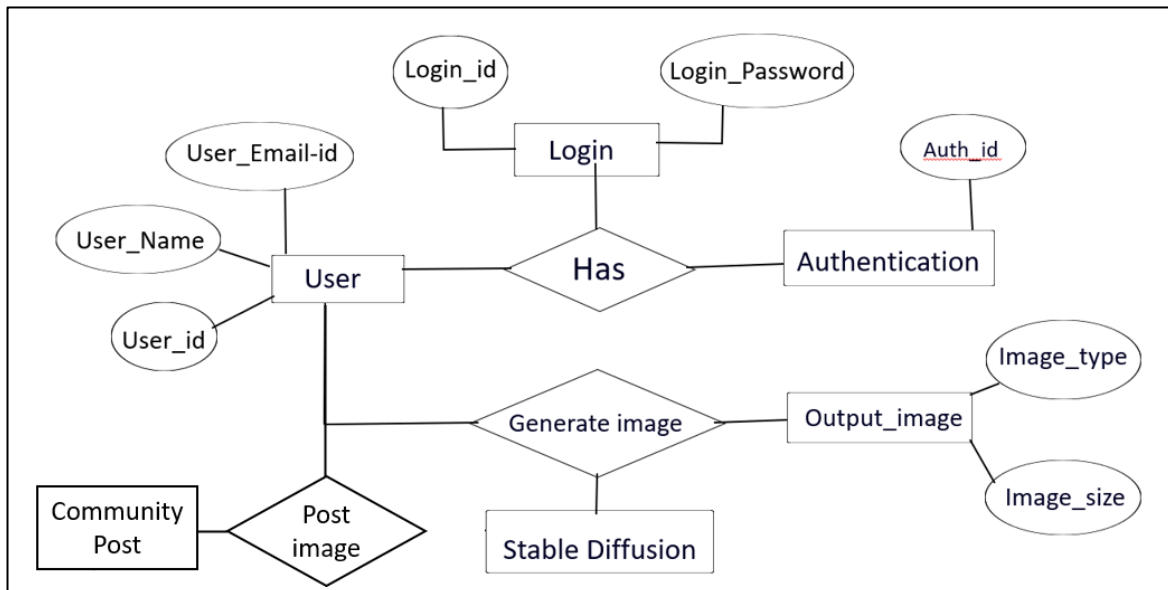 Login_id
Login_Password
User_Email-id
Login
Auth_id
User_Name
User
Has
Authentication
User_id
Image_type
Generate image
Output_image
Community
Post
Post
image
Image_size
Stable Diffusion